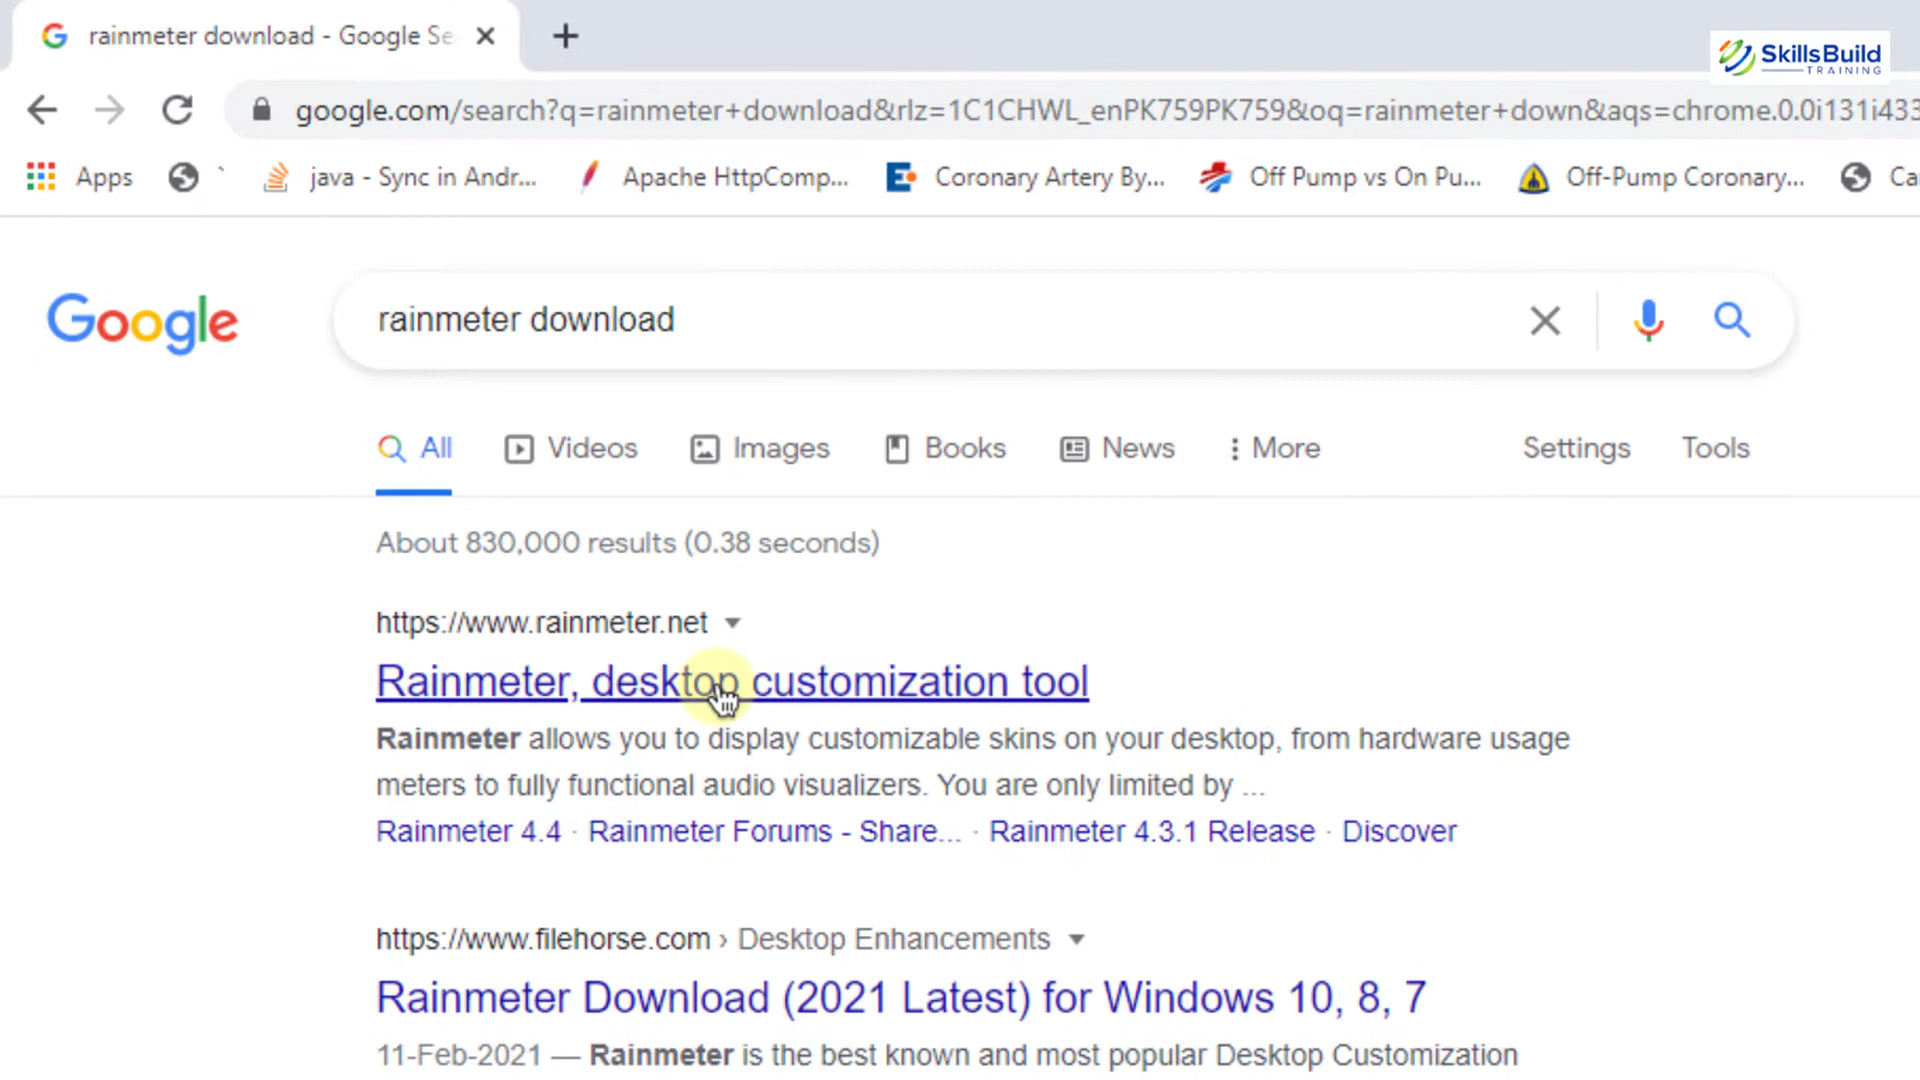 rainmeter download - Google Se
SkillsBuild
TRAINING
google.com/search?q=rainmeter+download&rlz=1C1CHWL_enPK759PK759&oq=rainmeter+down&aqs=chrome.0.0i131i433
Apps ` java - Sync in Andr... Apache HttpComp... Coronary Artery By... Off Pump vs On Pu... Off-Pump Coronary... Ca
Google
rainmeter download
All Videos Images Books News More Settings Tools
About 830,000 results (0.38 seconds)
https://www.rainmeter.net
Rainmeter, desktop customization tool
Rainmeter allows you to display customizable skins on your desktop, from hardware usage
meters to fully functional audio visualizers. You are only limited by ...
Rainmeter 4.4 · Rainmeter Forums - Share... · Rainmeter 4.3.1 Release · Discover
https://www.filehorse.com › Desktop Enhancements
Rainmeter Download (2021 Latest) for Windows 10, 8, 7
11-Feb-2021 — Rainmeter is the best known and most popular Desktop Customization